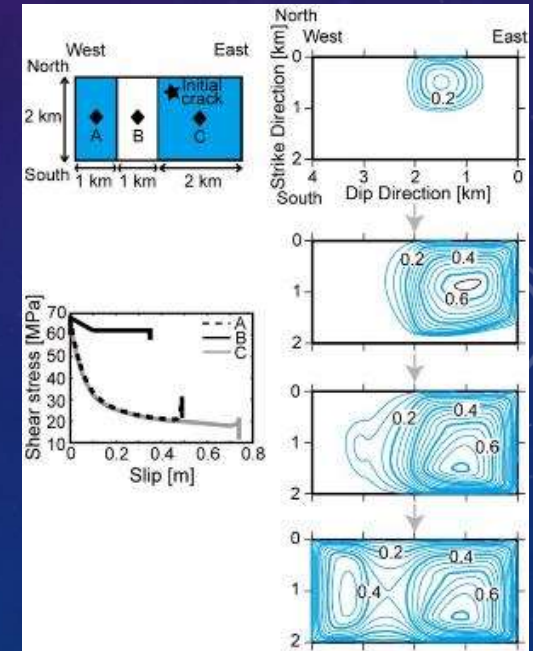 West East
North
Initial
crack
2 km
A B C
South
1 km 1 km 2 km
Shear stress [MPa]
70
60
50
40
30
20
10
A
B
C
0 0.2 0.4 0.6 0.8
Slip [m]
North
West East
Strike Direction [km]
0
0.2
1
2
4 3 2 1 0
South Dip Direction [km]
0
0.2 0.4
1
0.6
2
0
0.2 0.4
1
0.6
2
0
0.2 0.4
1
0.4 0.6
2